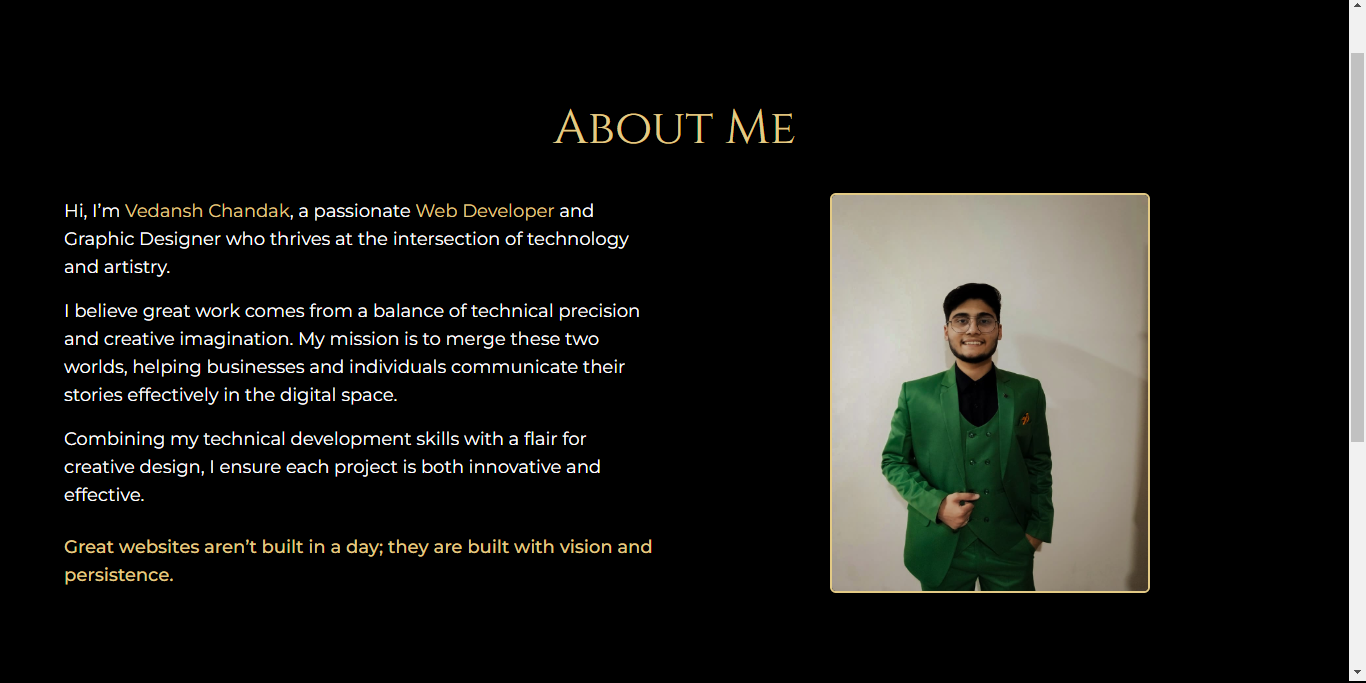 About Me
Hi, I’m Vedansh Chandak, a passionate Web Developer and
Graphic Designer who thrives at the intersection of technology
and artistry.
I believe great work comes from a balance of technical precision
and creative imagination. My mission is to merge these two
worlds, helping businesses and individuals communicate their
stories effectively in the digital space.
Combining my technical development skills with a flair for
creative design, I ensure each project is both innovative and
effective.
Great websites aren’t built in a day; they are built with vision and
persistence.